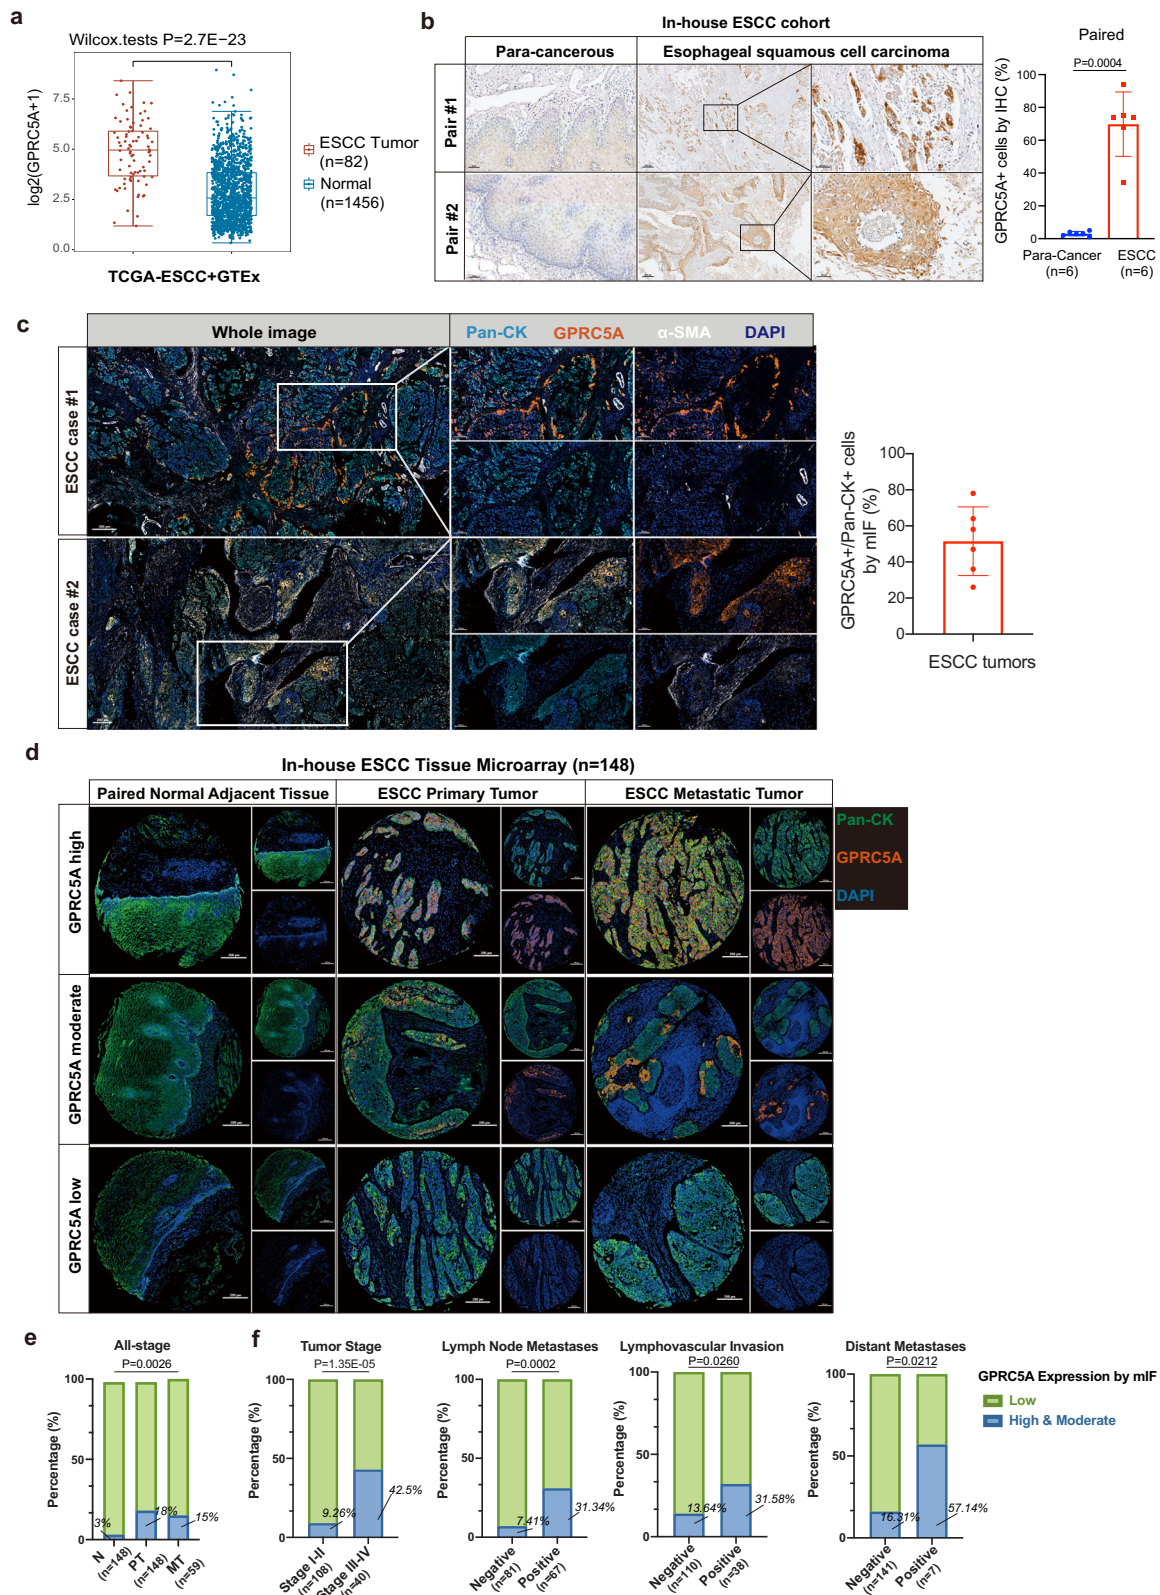 a
Wilcox.tests P=2.7E−23
log2(GPRC5A+1)
7.5
5.0
2.5
0.0
ESCC Tumor
(n=82)
Normal
(n=1456)
TCGA-ESCC+GTEx
b
In-house ESCC cohort
Para-cancerous
Esophageal squamous cell carcinoma
Pair #1
Pair #2
Paired
P=0.0004
GPRC5A+ cells by IHC (%)
100
80
60
40
20
0
Para-Cancer
(n=6)
ESCC
(n=6)
c
Whole image
Pan-CK
GPRC5A
α-SMA
DAPI
ESCC case #1
ESCC case #2
GPRC5A+/Pan-CK+ cells
by mIF (%)
100
80
60
40
20
0
ESCC tumors
d
In-house ESCC Tissue Microarray (n=148)
Paired Normal Adjacent Tissue
ESCC Primary Tumor
ESCC Metastatic Tumor
GPRC5A high
GPRC5A moderate
GPRC5A low
Pan-CK
GPRC5A
DAPI
e
All-stage
P=0.0026
Percentage (%)
100
50
0
3%
18%
15%
N
(n=148)
PT
(n=148)
MT
(n=59)
f
Tumor Stage
P=1.35E-05
Percentage (%)
100
50
0
9.26%
42.5%
Stage I-II
(n=108)
Stage III-IV
(n=40)
Lymph Node Metastases
P=0.0002
Percentage (%)
100
50
0
7.41%
31.34%
Negative
(n=81)
Positive
(n=67)
Lymphovascular Invasion
P=0.0260
Percentage (%)
100
50
0
13.64%
31.58%
Negative
(n=110)
Positive
(n=38)
Distant Metastases
P=0.0212
Percentage (%)
100
50
0
16.31%
57.14%
Negative
(n=141)
Positive
(n=7)
GPRC5A Expression by mIF
Low
High & Moderate